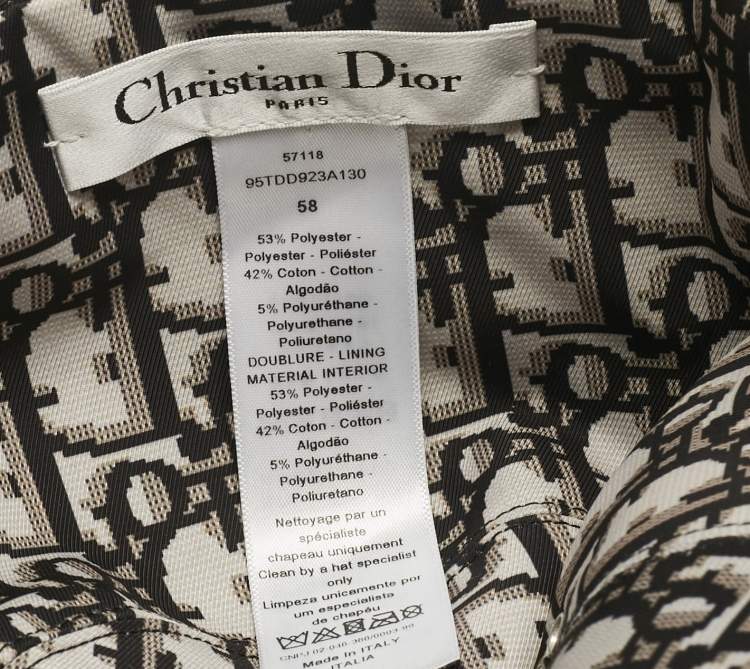 Christian Dior
PARIS
57118
95TDD923A130
58
53% Polyester -
Polyester - Poliéster
42% Coton - Cotton -
Algodão
5% Polyuréthane -
Polyurethane -
Poliuretano
DOUBLURE - LINING
MATERIAL INTERIOR
53% Polyester -
Polyester - Poliéster
42% Coton - Cotton -
Algodão
5% Polyuréthane -
Polyurethane -
Poliuretano
Nettoyage par un
spécialiste
chapeau uniquement
Clean by a hat specialist
only
Limpeza unicamente por
um especialista
de chapéu
Made in ITALY
ITALIA